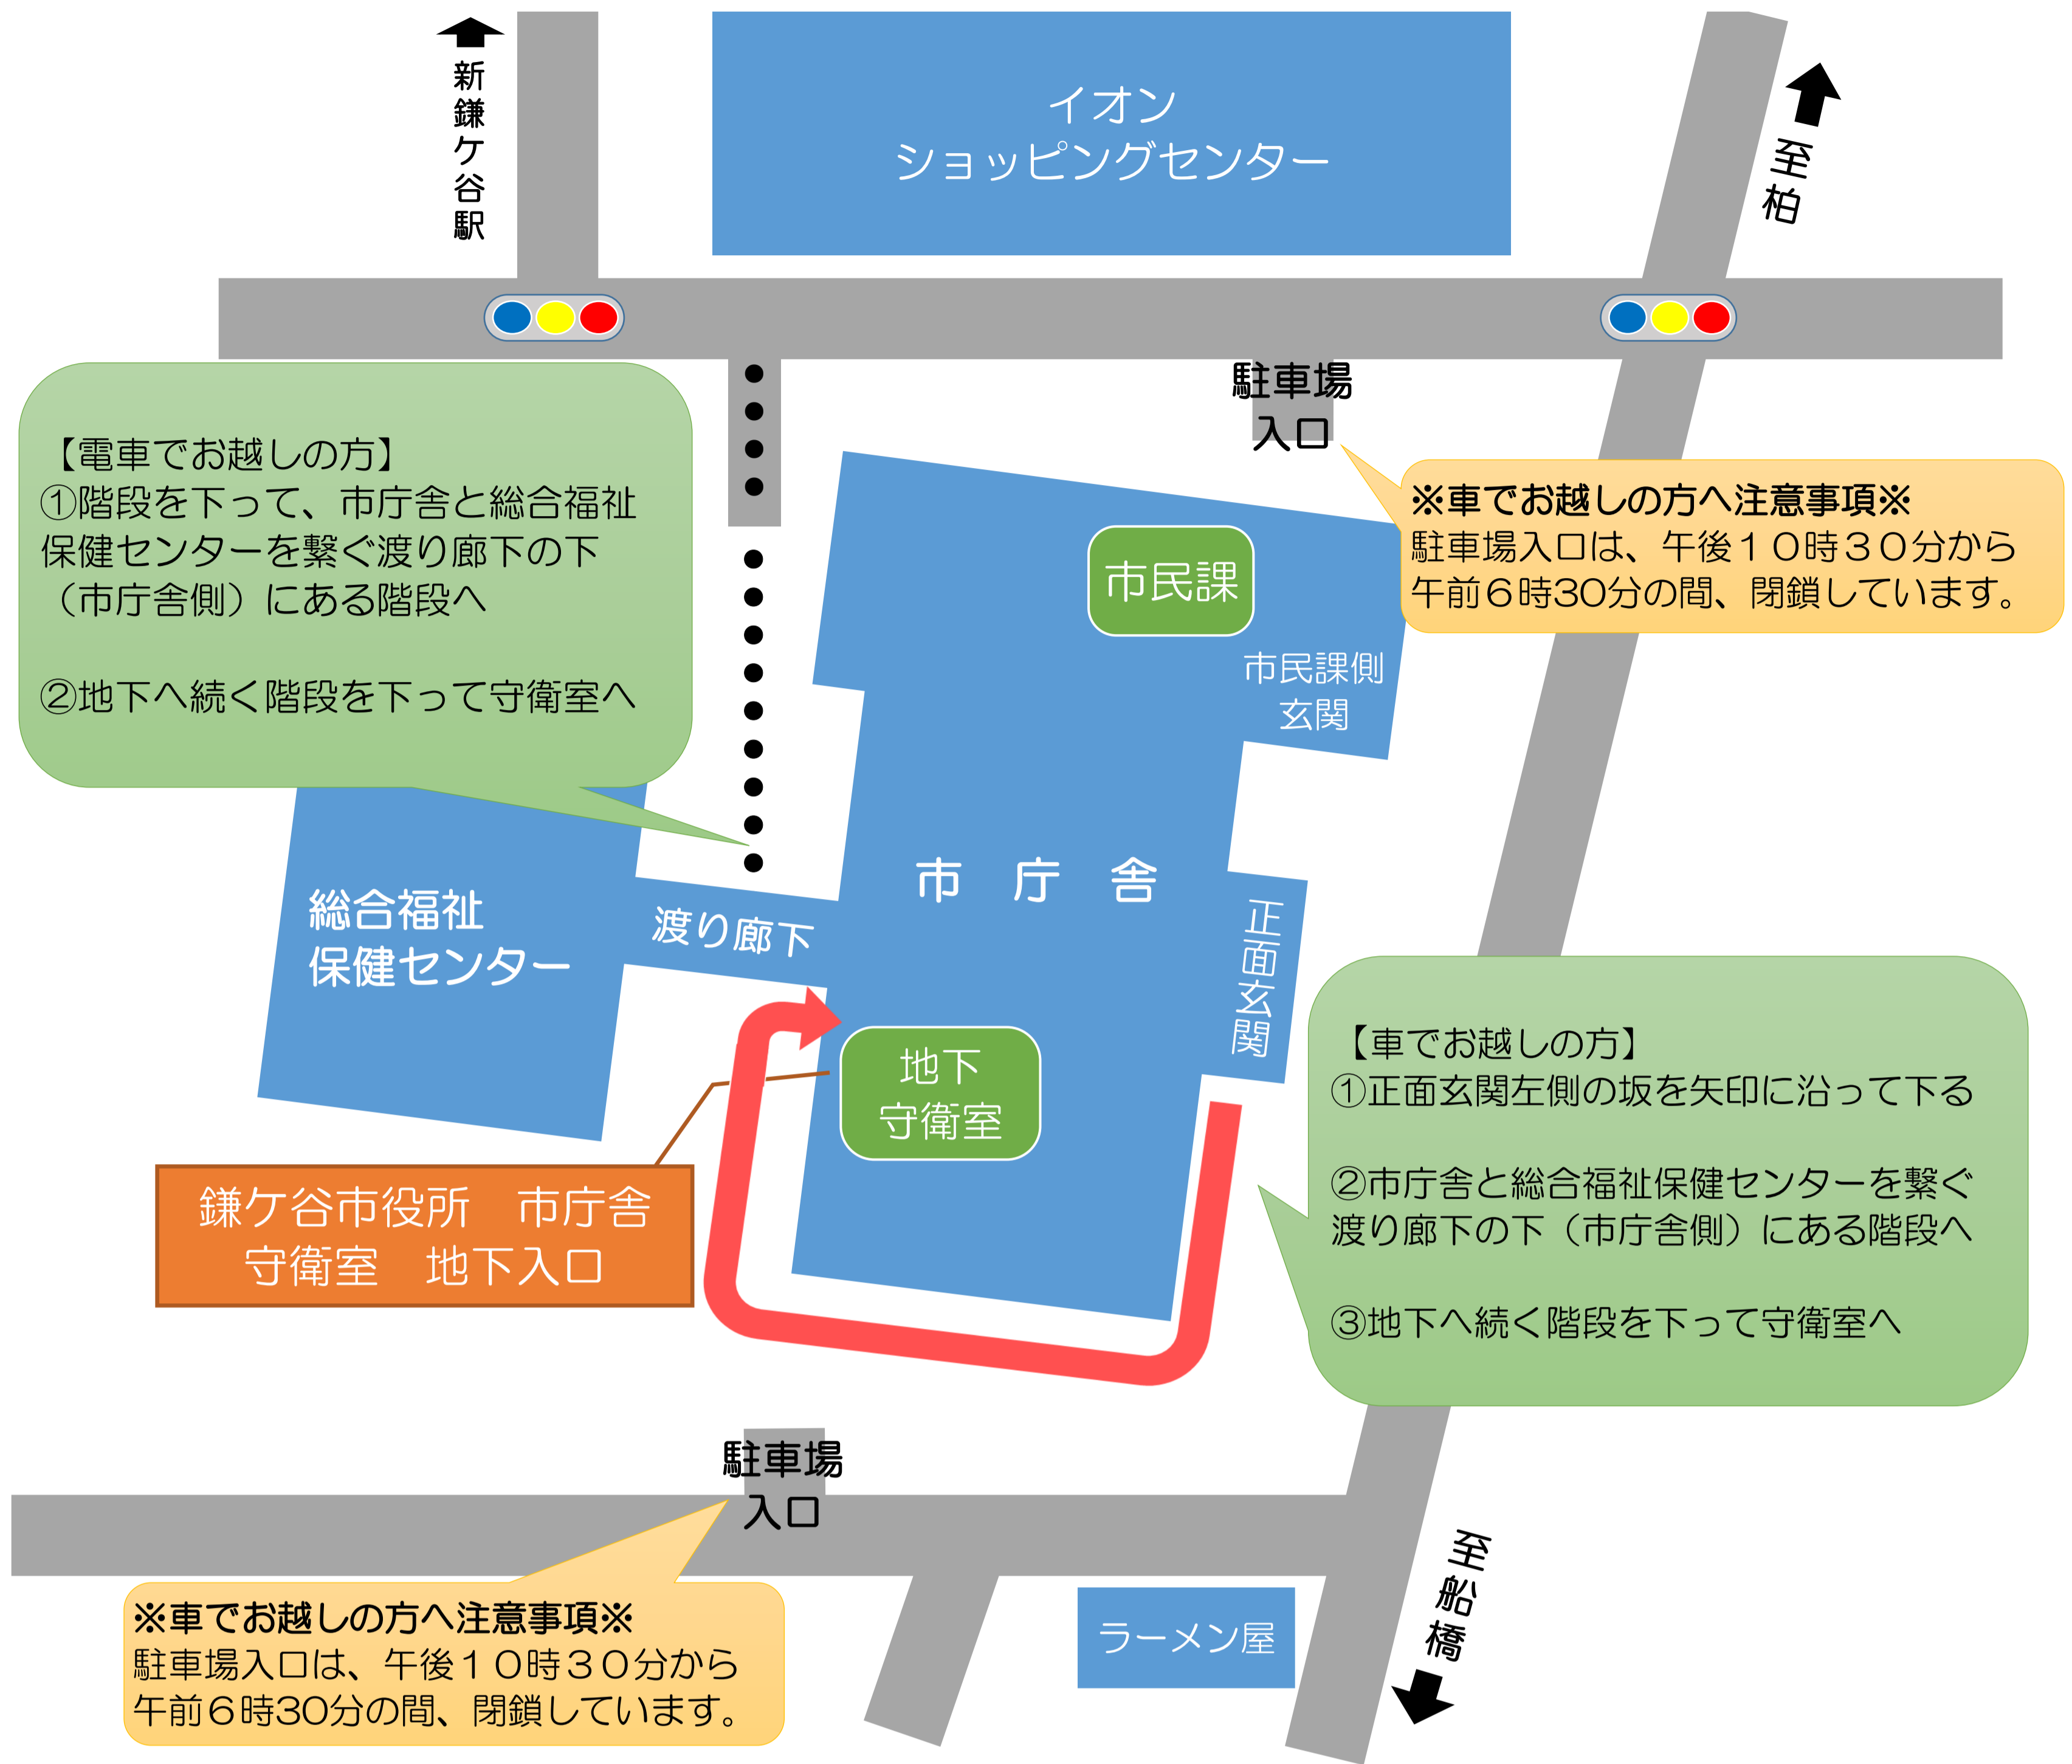 新鎌ケ谷駅
イオン
ショッピングセンター
至柏
駐車場
入口
【電車でお越しの方】
①階段を下って、市庁舎と総合福祉
保健センターを繋ぐ渡り廊下の下
（市庁舎側）にある階段へ
②地下へ続く階段を下って守衛室へ
※車でお越しの方へ注意事項※
駐車場入口は、午後１０時３０分から
午前６時30分の間、閉鎖しています。
市民課
市民課側
玄関
市　庁　舎
総合福祉
保健センター
渡り廊下
正面玄関
地下
守衛室
【車でお越しの方】
①正面玄関左側の坂を矢印に沿って下る
②市庁舎と総合福祉保健センターを繋ぐ
渡り廊下の下（市庁舎側）にある階段へ
③地下へ続く階段を下って守衛室へ
鎌ケ谷市役所　市庁舎
守衛室　地下入口
駐車場
入口
※車でお越しの方へ注意事項※
駐車場入口は、午後１０時３０分から
午前６時30分の間、閉鎖しています。
ラーメン屋
至船橋